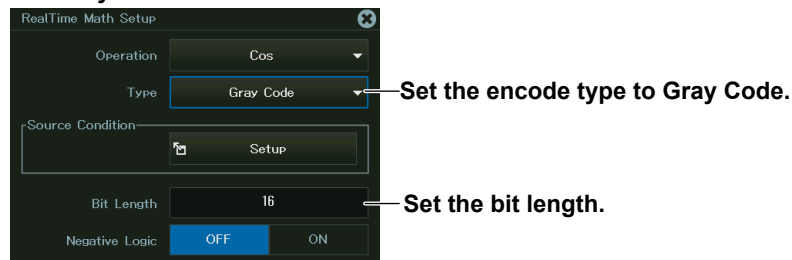 RealTime Math Setup
Operation Cos
Type Gray Code Set the encode type to Gray Code.
Source Condition
Setup
Bit Length 16 Set the bit length.
Negative Logic OFF ON